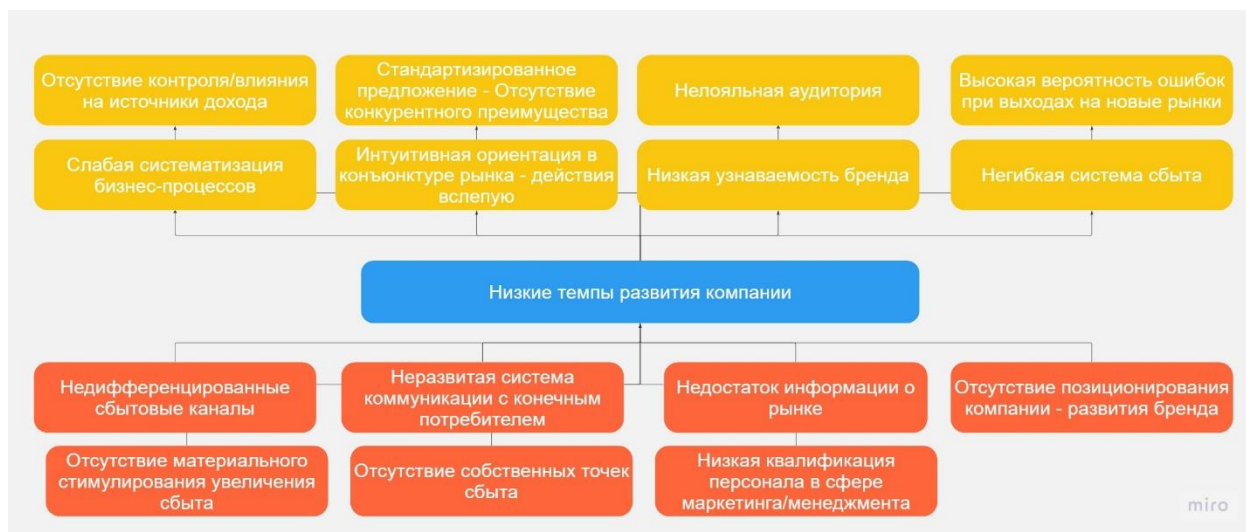 Отсутствие контроля/влияния
на источники дохода
Стандартизированное
предложение - Отсутствие
конкурентного преимущества
Нелояльная аудитория
Высокая вероятность ошибок
при выходах на новые рынки
Слабая систематизация
бизнес-процессов
Интуитивная ориентация в
конъюнктуре рынка - действия
вслепую
Низкая узнаваемость бренда
Негибкая система сбыта
Низкие темпы развития компании
Недифференцированные
сбытовые каналы
Неразвитая система
коммуникации с конечным
потребителем
Недостаток информации о
рынке
Отсутствие позиционирования
компании - развития бренда
Отсутствие материального
стимулирования увеличения
сбыта
Отсутствие собственных точек
сбыта
Низкая квалификация
персонала в сфере
маркетинга/менеджмента
miro